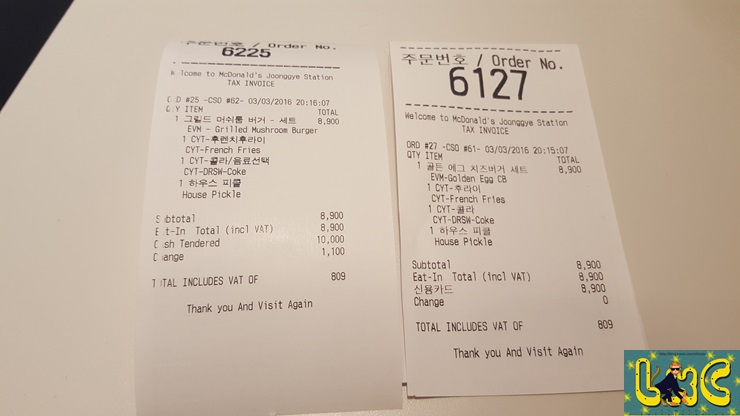 주문번호 / Order No.
6225
Welcome to McDonald's Joonggye Station
TAX INVOICE
ORD #25 -CSO #62- 03/03/2016 20:16:07
QTY ITEM TOTAL
1 그릴드 머쉬룸 버거 - 세트 8,900
EVM - Grilled Mushroom Burger
1 CYT-후렌치후라이
CYT-French Fries
1 CYT-콜라/음료선택
CYT-DRSW-Coke
1 하우스 피클
House Pickle
Subtotal 8,900
Eat-In Total (incl VAT) 8,900
Cash Tendered 10,000
Change 1,100
TOTAL INCLUDES VAT OF 809
Thank you And Visit Again
주문번호 / Order No.
6127
Welcome to McDonald's Joonggye Station
TAX INVOICE
ORD #27 -CSO #61- 03/03/2016 20:15:07
QTY ITEM TOTAL
1 골든 에그 치즈버거 세트 8,900
EVM-Golden Egg CB
1 CYT-후라이
CYT-French Fries
1 CYT-콜라
CYT-DRSW-Coke
1 하우스 피클
House Pickle
Subtotal 8,900
Eat-In Total (incl VAT) 8,900
신용카드 8,900
Change 0
TOTAL INCLUDES VAT OF 809
Thank you And Visit Again